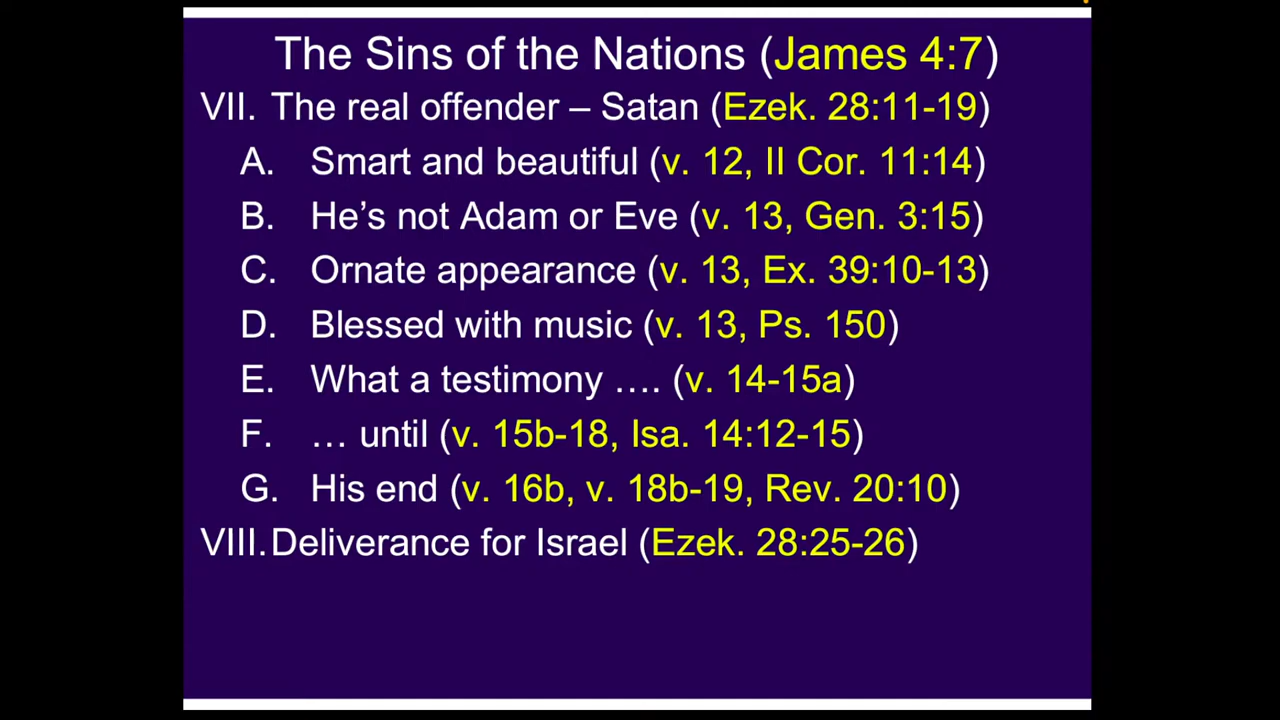 The Sins of the Nations (James 4:7)
VII. The real offender – Satan (Ezek. 28:11-19)
A. Smart and beautiful (v. 12, II Cor. 11:14)
B. He’s not Adam or Eve (v. 13, Gen. 3:15)
C. Ornate appearance (v. 13, Ex. 39:10-13)
D. Blessed with music (v. 13, Ps. 150)
E. What a testimony …. (v. 14-15a)
F. … until (v. 15b-18, Isa. 14:12-15)
G. His end (v. 16b, v. 18b-19, Rev. 20:10)
VIII. Deliverance for Israel (Ezek. 28:25-26)